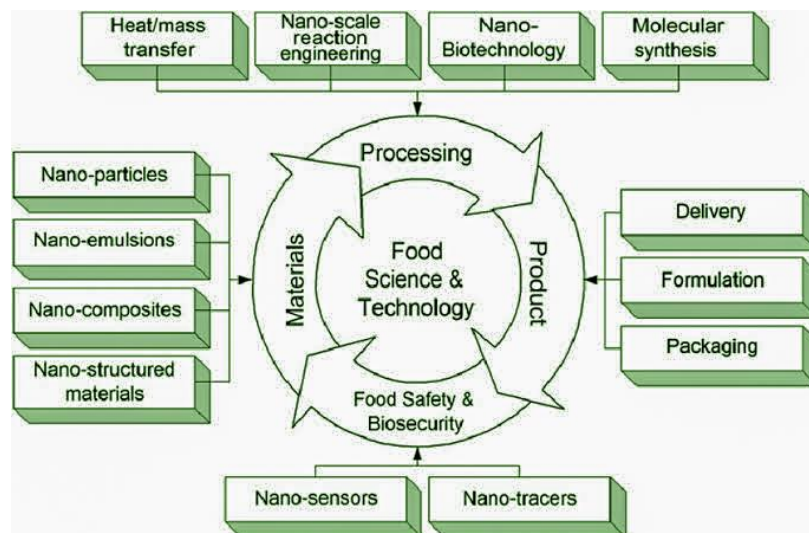 Heat/mass
transfer
Nano-scale
reaction
engineering
Nano-
Biotechnology
Molecular
synthesis
Processing
Nano-particles
Nano-emulsions
Nano-composites
Nano-structured
materials
Materials
Food
Science &
Technology
Product
Delivery
Formulation
Packaging
Food Safety &
Biosecurity
Nano-sensors
Nano-tracers